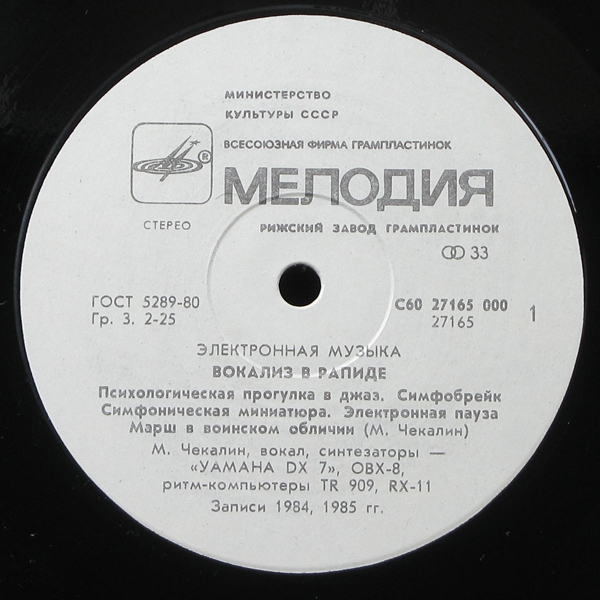 МИНИСТЕРСТВО
КУЛЬТУРЫ СССР
ВСЕСОЮЗНАЯ ФИРМА ГРАМПЛАСТИНОК
®
МЕЛОДИЯ
СТЕРЕО
РИЖСКИЙ ЗАВОД ГРАМПЛАСТИНОК
33
ГОСТ 5289-80
Гр. 3. 2-25
С60 27165 000
27165
1
ЭЛЕКТРОННАЯ МУЗЫКА
ВОКАЛИЗ В РАПИДЕ
Психологическая прогулка в джаз. Симфобрейк
Симфоническая миниатюра. Электронная пауза
Марш в воинском обличии (М. Чекалин)
М. Чекалин, вокал, синтезаторы —
«YAMAHA DX 7», OBX-8,
ритм-компьютеры TR 909, RX-11
Записи 1984, 1985 гг.